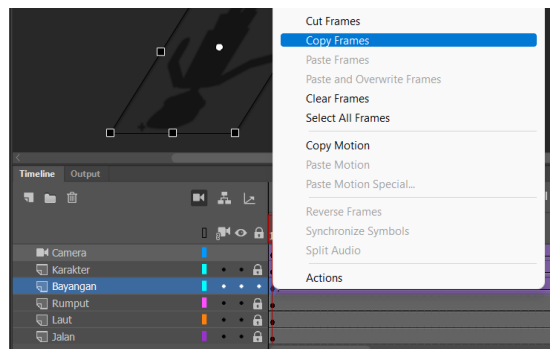 Cut Frames
Copy Frames
Paste Frames
Paste and Overwrite Frames
Clear Frames
Select All Frames
Copy Motion
Paste Motion
Paste Motion Special...
Reverse Frames
Synchronize Symbols
Split Audio
Actions
Timeline Output
Camera
Karakter
Bayangan
Rumput
Laut
Jalan